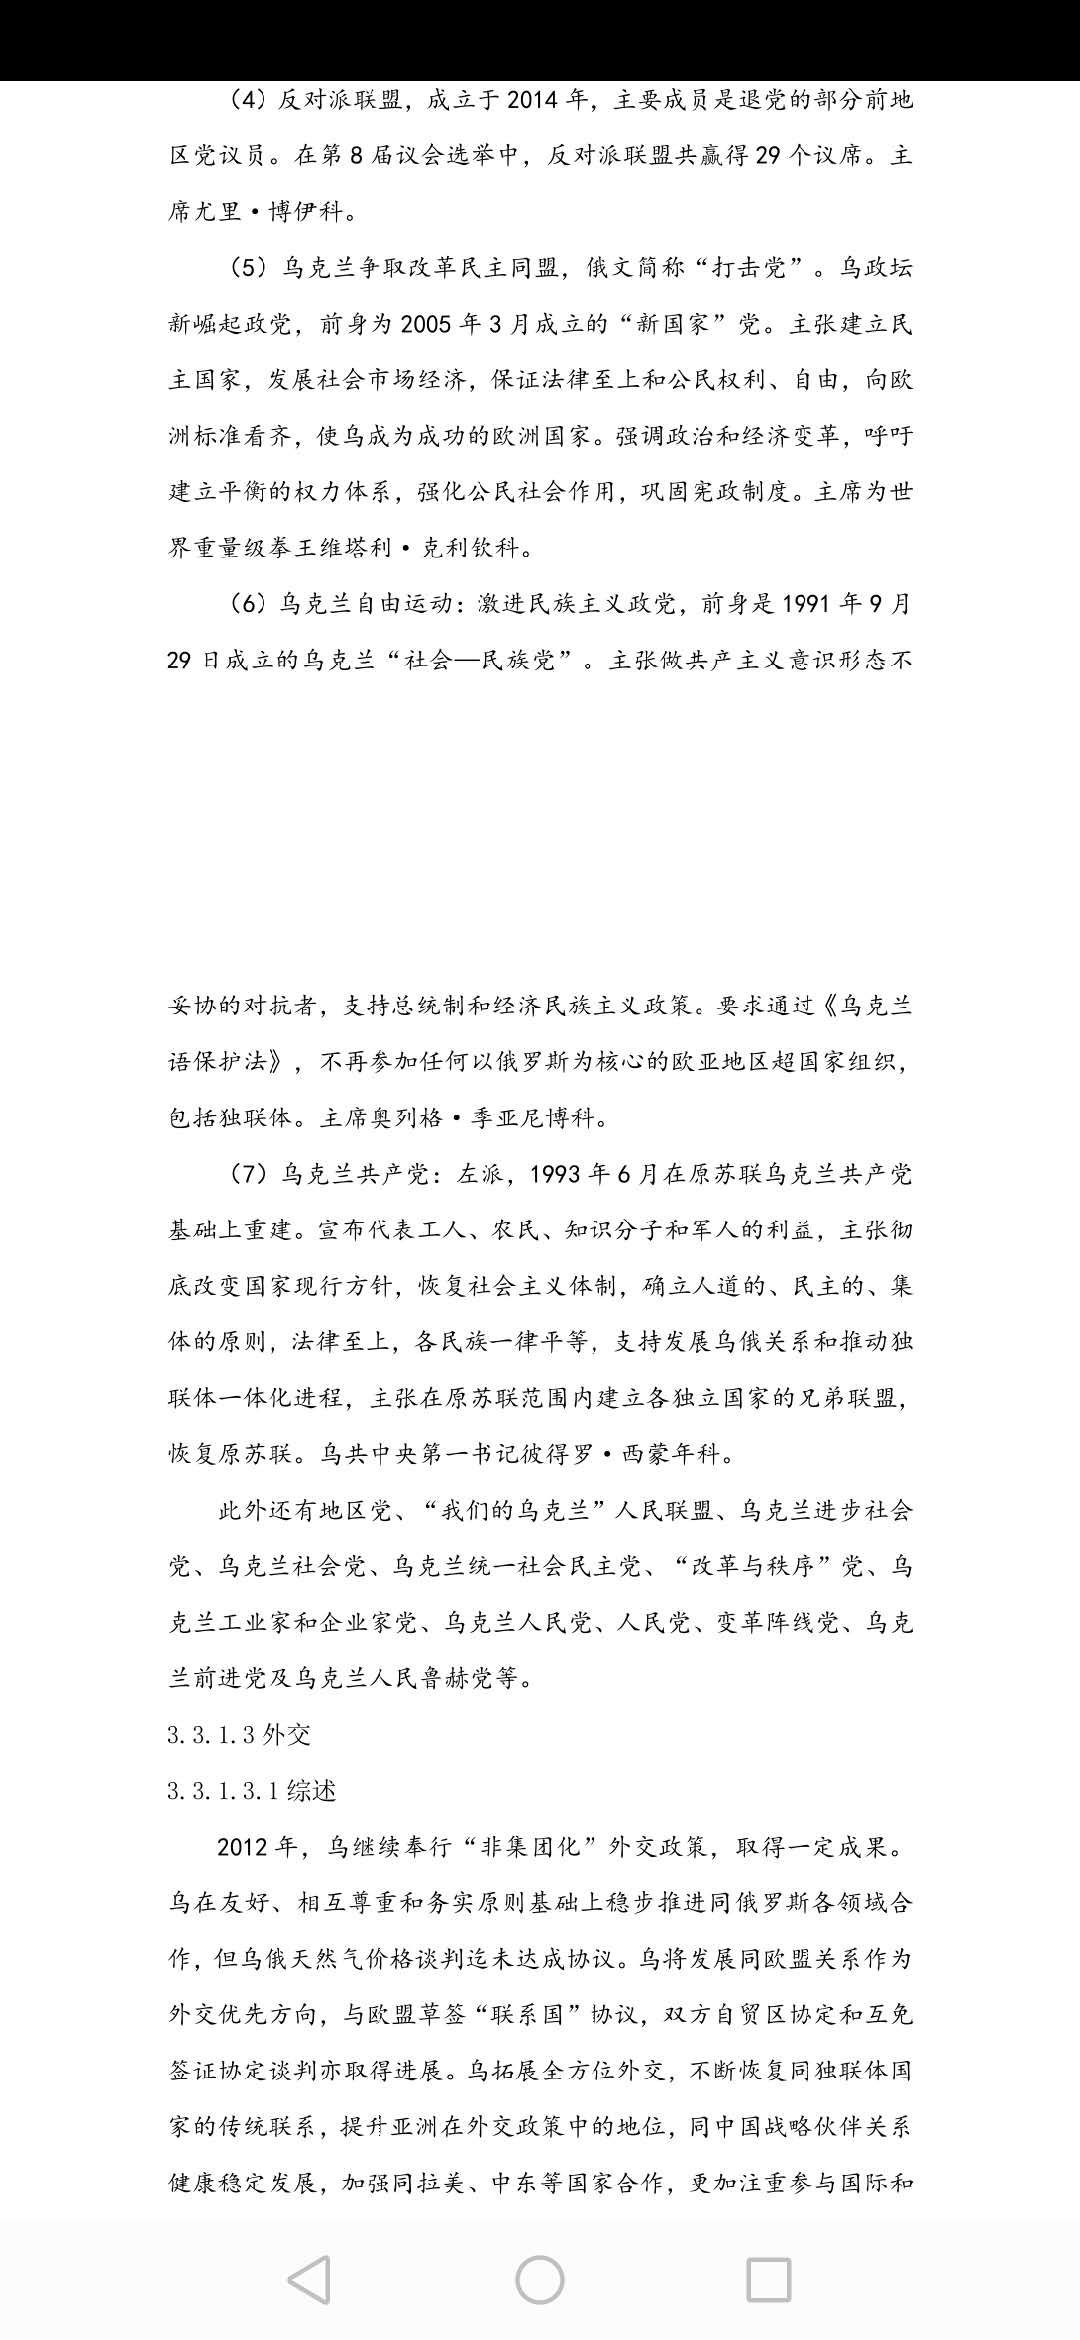 （4）反对派联盟，成立于 2014 年，主要成员是退党的部分前地
区党议员。在第 8 届议会选举中，反对派联盟共赢得 29 个议席。主
席尤里·博伊科。
（5）乌克兰争取改革民主同盟，俄文简称“打击党”。乌政坛
新崛起政党，前身为 2005 年 3 月成立的“新国家”党。主张建立民
主国家，发展社会市场经济，保证法律至上和公民权利、自由，向欧
洲标准看齐，使乌成为成功的欧洲国家。强调政治和经济变革，呼吁
建立平衡的权力体系，强化公民社会作用，巩固宪政制度。主席为世
界重量级拳王维塔利·克利钦科。
（6）乌克兰自由运动：激进民族主义政党，前身是 1991 年 9 月
29 日成立的乌克兰“社会—民族党”。主张做共产主义意识形态不
妥协的对抗者，支持总统制和经济民族主义政策。要求通过《乌克兰
语保护法》，不再参加任何以俄罗斯为核心的欧亚地区超国家组织，
包括独联体。主席奥列格·季亚尼博科。
（7）乌克兰共产党：左派，1993 年 6 月在原苏联乌克兰共产党
基础上重建。宣布代表工人、农民、知识分子和军人的利益，主张彻
底改变国家现行方针，恢复社会主义体制，确立人道的、民主的、集
体的原则，法律至上，各民族一律平等，支持发展乌俄关系和推动独
联体一体化进程，主张在原苏联范围内建立各独立国家的兄弟联盟，
恢复原苏联。乌共中央第一书记彼得罗·西蒙年科。
此外还有地区党、“我们的乌克兰”人民联盟、乌克兰进步社会
党、乌克兰社会党、乌克兰统一社会民主党、“改革与秩序”党、乌
克兰工业家和企业家党、乌克兰人民党、人民党、变革阵线党、乌克
兰前进党及乌克兰人民鲁赫党等。
3.3.1.3 外交
3.3.1.3.1 综述
2012 年，乌继续奉行“非集团化”外交政策，取得一定成果。
乌在友好、相互尊重和务实原则基础上稳步推进同俄罗斯各领域合
作，但乌俄天然气价格谈判迄未达成协议。乌将发展同欧盟关系作为
外交优先方向，与欧盟草签“联系国”协议，双方自贸区协定和互免
签证协定谈判亦取得进展。乌拓展全方位外交，不断恢复同独联体国
家的传统联系，提升亚洲在外交政策中的地位，同中国战略伙伴关系
健康稳定发展，加强同拉美、中东等国家合作，更加注重参与国际和